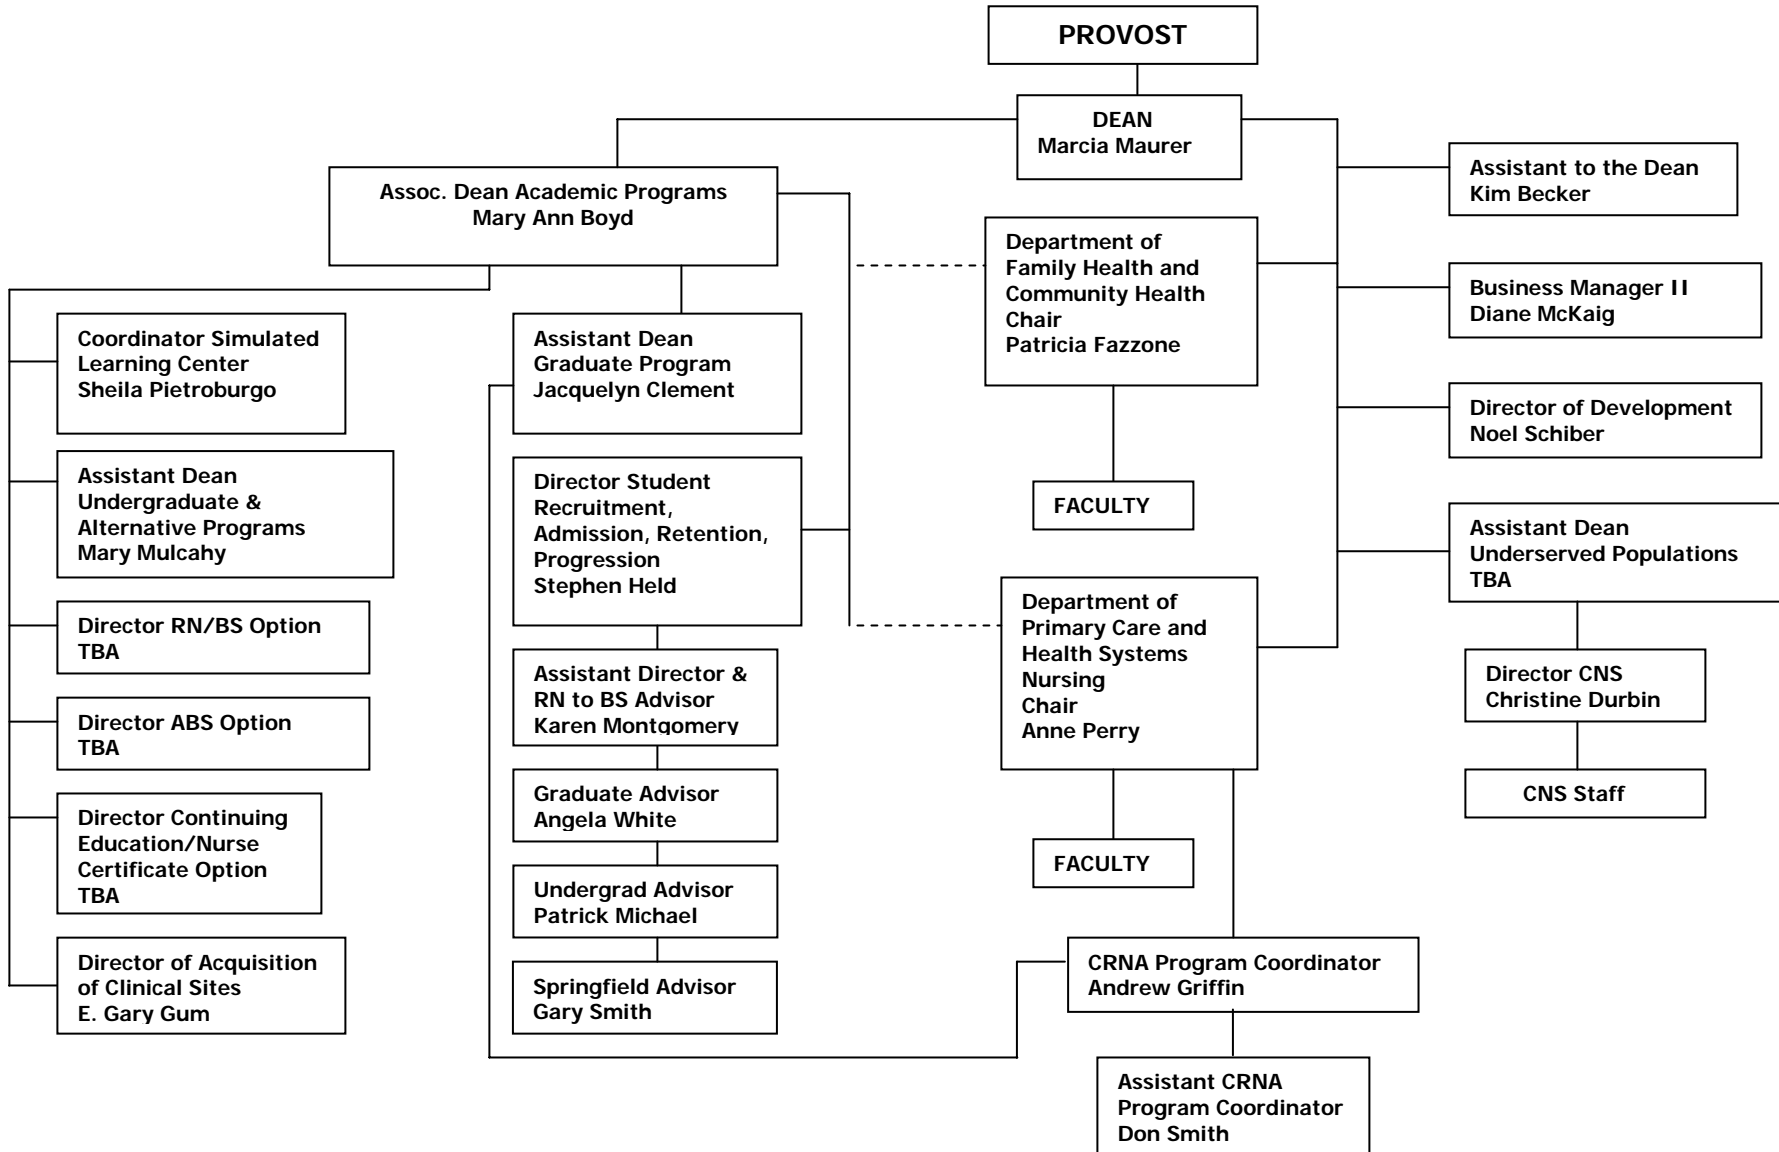 PROVOST
DEAN
Marcia Maurer
Assoc. Dean Academic Programs
Mary Ann Boyd
Assistant to the Dean
Kim Becker
Department of
Family Health and
Community Health
Chair
Patricia Fazzone
Business Manager II
Diane McKaig
Coordinator Simulated
Learning Center
Sheila Pietroburgo
Assistant Dean
Graduate Program
Jacquelyn Clement
Director of Development
Noel Schiber
Assistant Dean
Undergraduate &
Alternative Programs
Mary Mulcahy
Director Student
Recruitment,
Admission, Retention,
Progression
Stephen Held
FACULTY
Assistant Dean
Underserved Populations
TBA
Director RN/BS Option
TBA
Assistant Director &
RN to BS Advisor
Karen Montgomery
Department of
Primary Care and
Health Systems
Nursing
Chair
Anne Perry
Director CNS
Christine Durbin
Director ABS Option
TBA
Graduate Advisor
Angela White
CNS Staff
Director Continuing
Education/Nurse
Certificate Option
TBA
Undergrad Advisor
Patrick Michael
FACULTY
Director of Acquisition
of Clinical Sites
E. Gary Gum
Springfield Advisor
Gary Smith
CRNA Program Coordinator
Andrew Griffin
Assistant CRNA
Program Coordinator
Don Smith